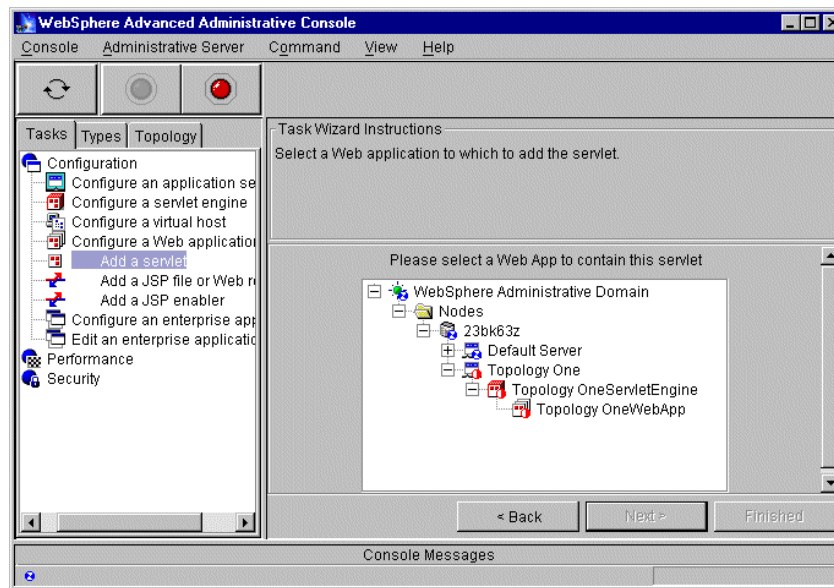 WebSphere Advanced Administrative Console
Console Administrative Server Command View Help
Tasks Types Topology
Configuration
Configure an application se
Configure a servlet engine
Configure a virtual host
Configure a Web application
Add a servlet
Add a JSP file or Web re
Add a JSP enabler
Configure an enterprise app
Edit an enterprise applicatio
Performance
Security
Task Wizard Instructions
Select a Web application to which to add the servlet.
Please select a Web App to contain this servlet
WebSphere Administrative Domain
Nodes
23bk63z
Default Server
Topology One
Topology OneServletEngine
Topology OneWebApp
< Back Next > Finished
Console Messages